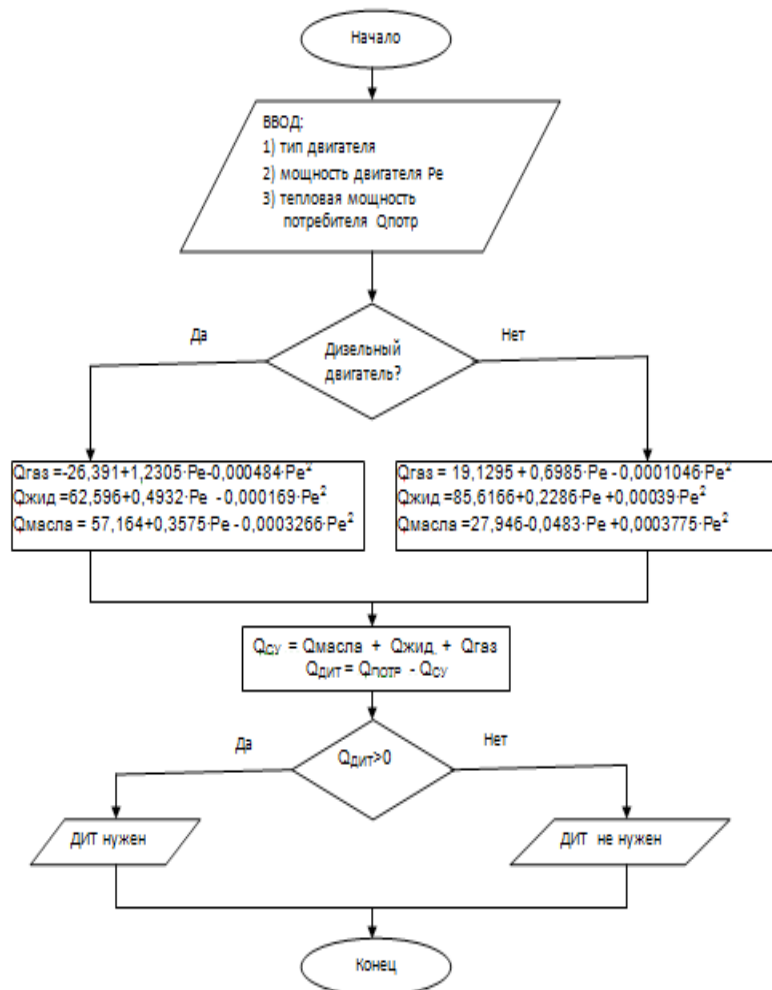 Начало
ВВОД:
1) тип двигателя
2) мощность двигателя Ре
3) тепловая мощность
потребителя Qпотр
Да
Нет
Дизельный
двигатель?
Qгаз =-26,391+1,2305·Ре-0,000484·Ре²
Qжид=62,596+0,4932·Ре - 0,000169·Ре²
Qмасла = 57,164+0,3575·Ре - 0,0003266·Ре²
Qгаз = 19,1295 + 0,6985·Ре - 0,0001046·Ре²
Qжид =85,6166+0,2286·Ре +0,00039·Ре²
Qмасла =27,946-0,0483·Ре +0,0003775·Ре²
QСУ = Qмасла + Qжид + Qгаз
QДИТ = QПОТР - QСУ
Да
Нет
QДИТ>0
ДИТ нужен
ДИТ не нужен
Конец